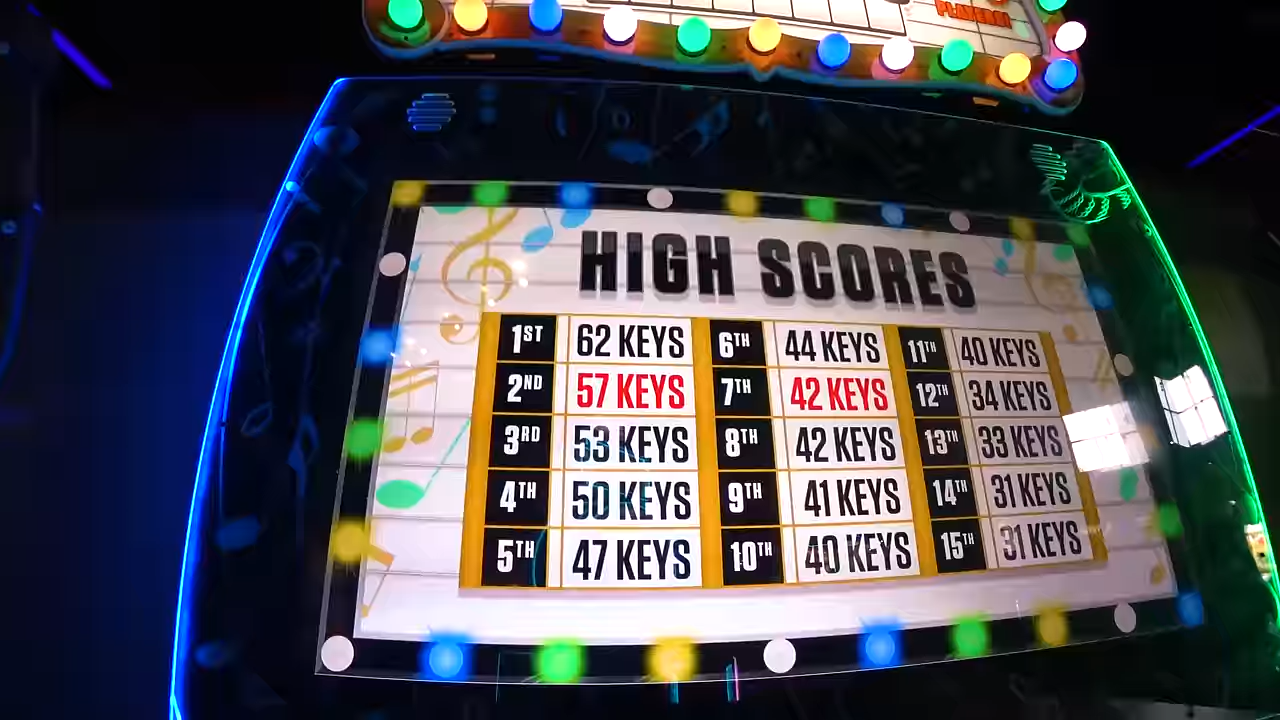 PLAYERS!
HIGH SCORES
1ST 62 KEYS 6TH 44 KEYS 11TH 40 KEYS
2ND 57 KEYS 7TH 42 KEYS 12TH 34 KEYS
3RD 53 KEYS 8TH 42 KEYS 13TH 33 KEYS
4TH 50 KEYS 9TH 41 KEYS 14TH 31 KEYS
5TH 47 KEYS 10TH 40 KEYS 15TH 31 KEYS